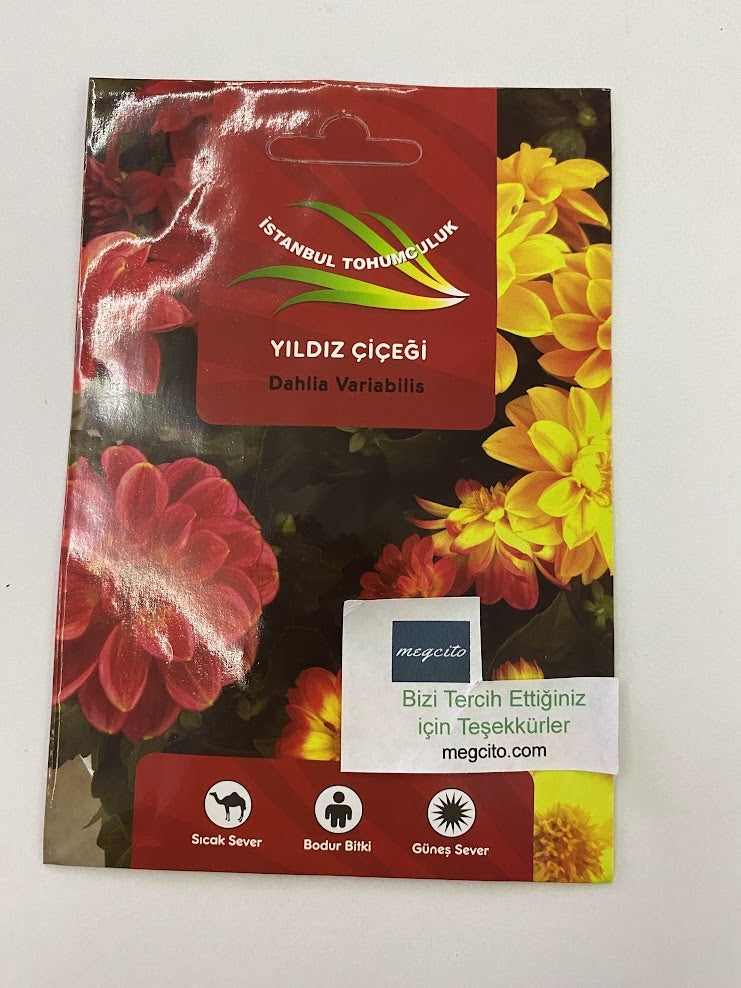 İSTANBUL TOHUMCULUK
YILDIZ ÇİÇEĞİ
Dahlia Variabilis
megcito
Bizi Tercih Ettiğiniz
için Teşekkürler
megcito.com
Sıcak Sever
Bodur Bitki
Güneş Sever